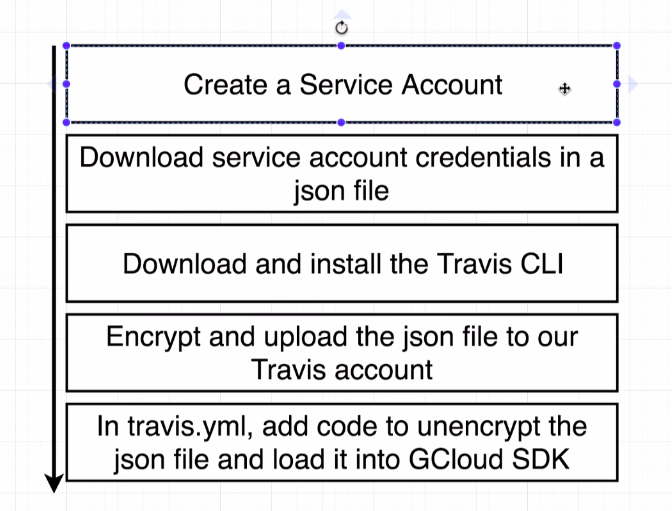 Create a Service Account
Download service account credentials in a
json file
Download and install the Travis CLI
Encrypt and upload the json file to our
Travis account
In travis.yml, add code to unencrypt the
json file and load it into GCloud SDK